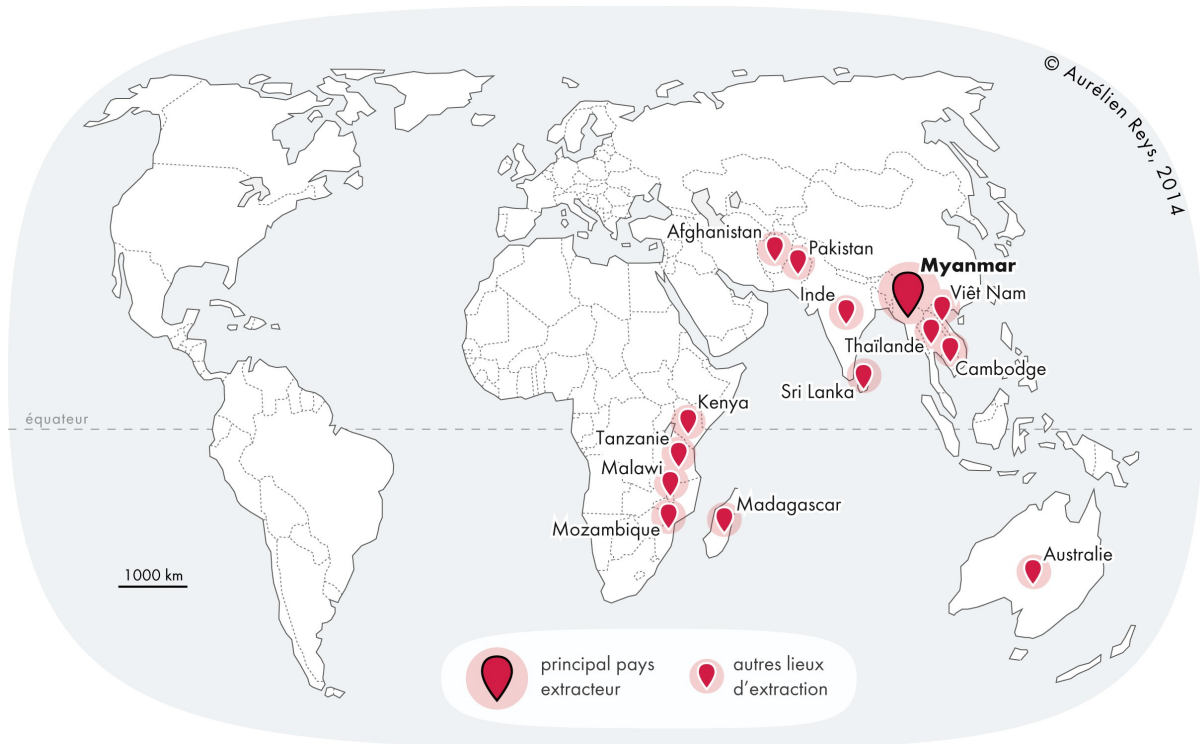 © Aurélien Reys, 2014
Afghanistan
Pakistan
Myanmar
Inde
Viêt Nam
Thaïlande
Cambodge
Sri Lanka
Kenya
équateur
Tanzanie
Malawi
Madagascar
Mozambique
Australie
1000 km
principal pays
extracteur
autres lieux
d'extraction